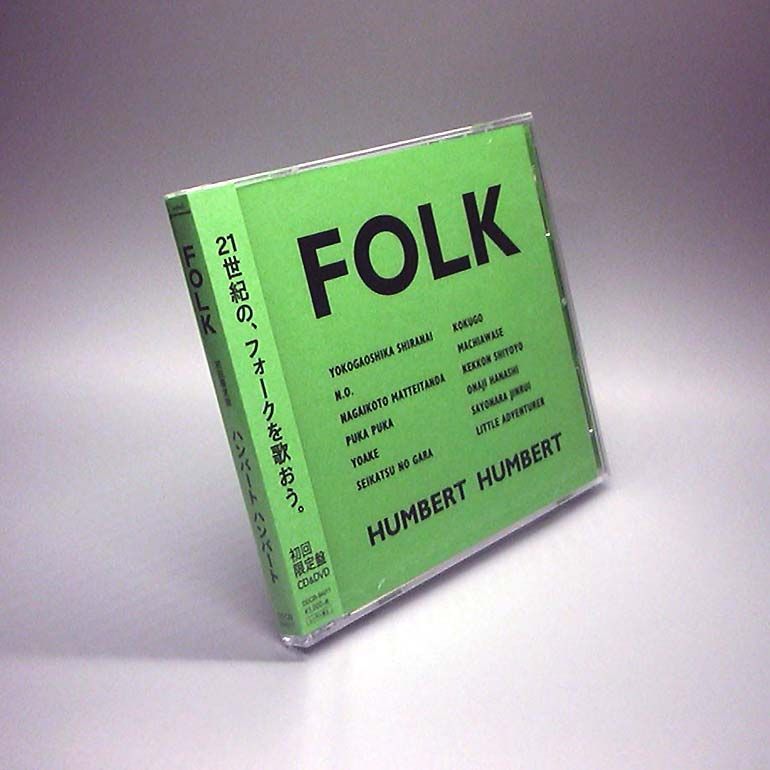 FOLK
ハンバート ハンバート
21世紀の、フォークを歌おう。
初回
限定盤
CD&DVD
FOLK
YOKOGAOSHIKA SHIRANAI
N.O.
NAGAIKOTO MATTEITANDA
PUKA PUKA
YOAKE
SEIKATSU NO GARA
KOKUGO
MACHIAWASE
KEKKON SHIYOYO
ONAJI HANASHI
SAYONARA JINRUI
LITTLE ADVENTURER
HUMBERT HUMBERT